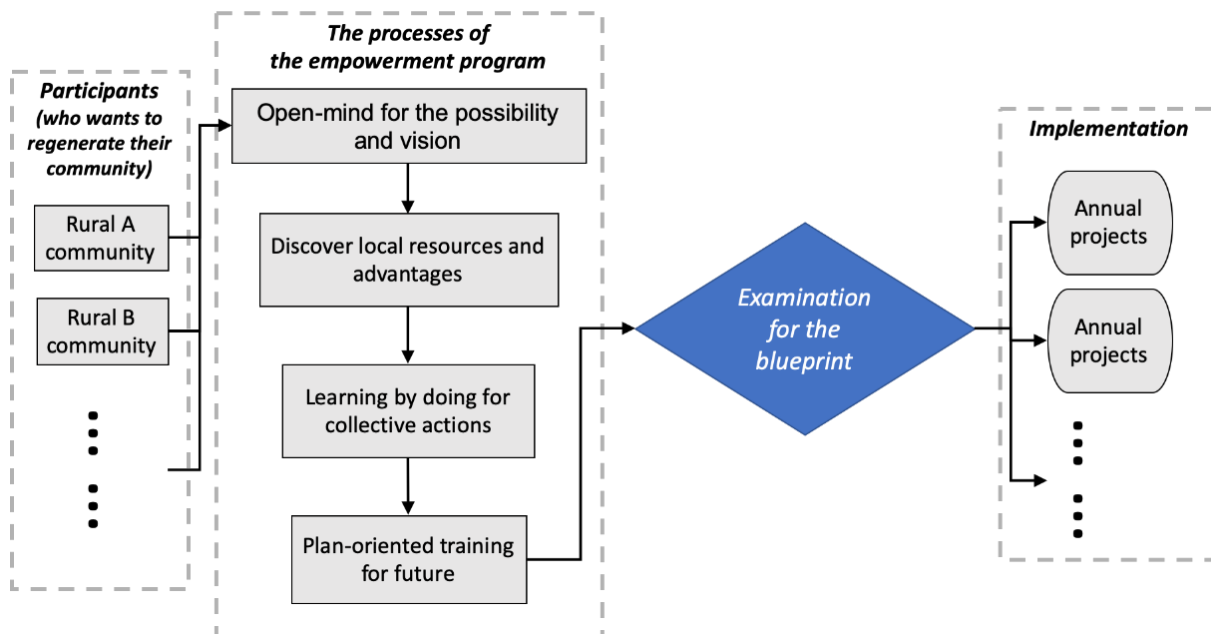 Participants
(who wants to
regenerate their
community)
Rural A
community
Rural B
community
The processes of
the empowerment program
Open-mind for the possibility
and vision
Discover local resources and
advantages
Learning by doing for
collective actions
Plan-oriented training
for future
Examination
for the
blueprint
Implementation
Annual
projects
Annual
projects